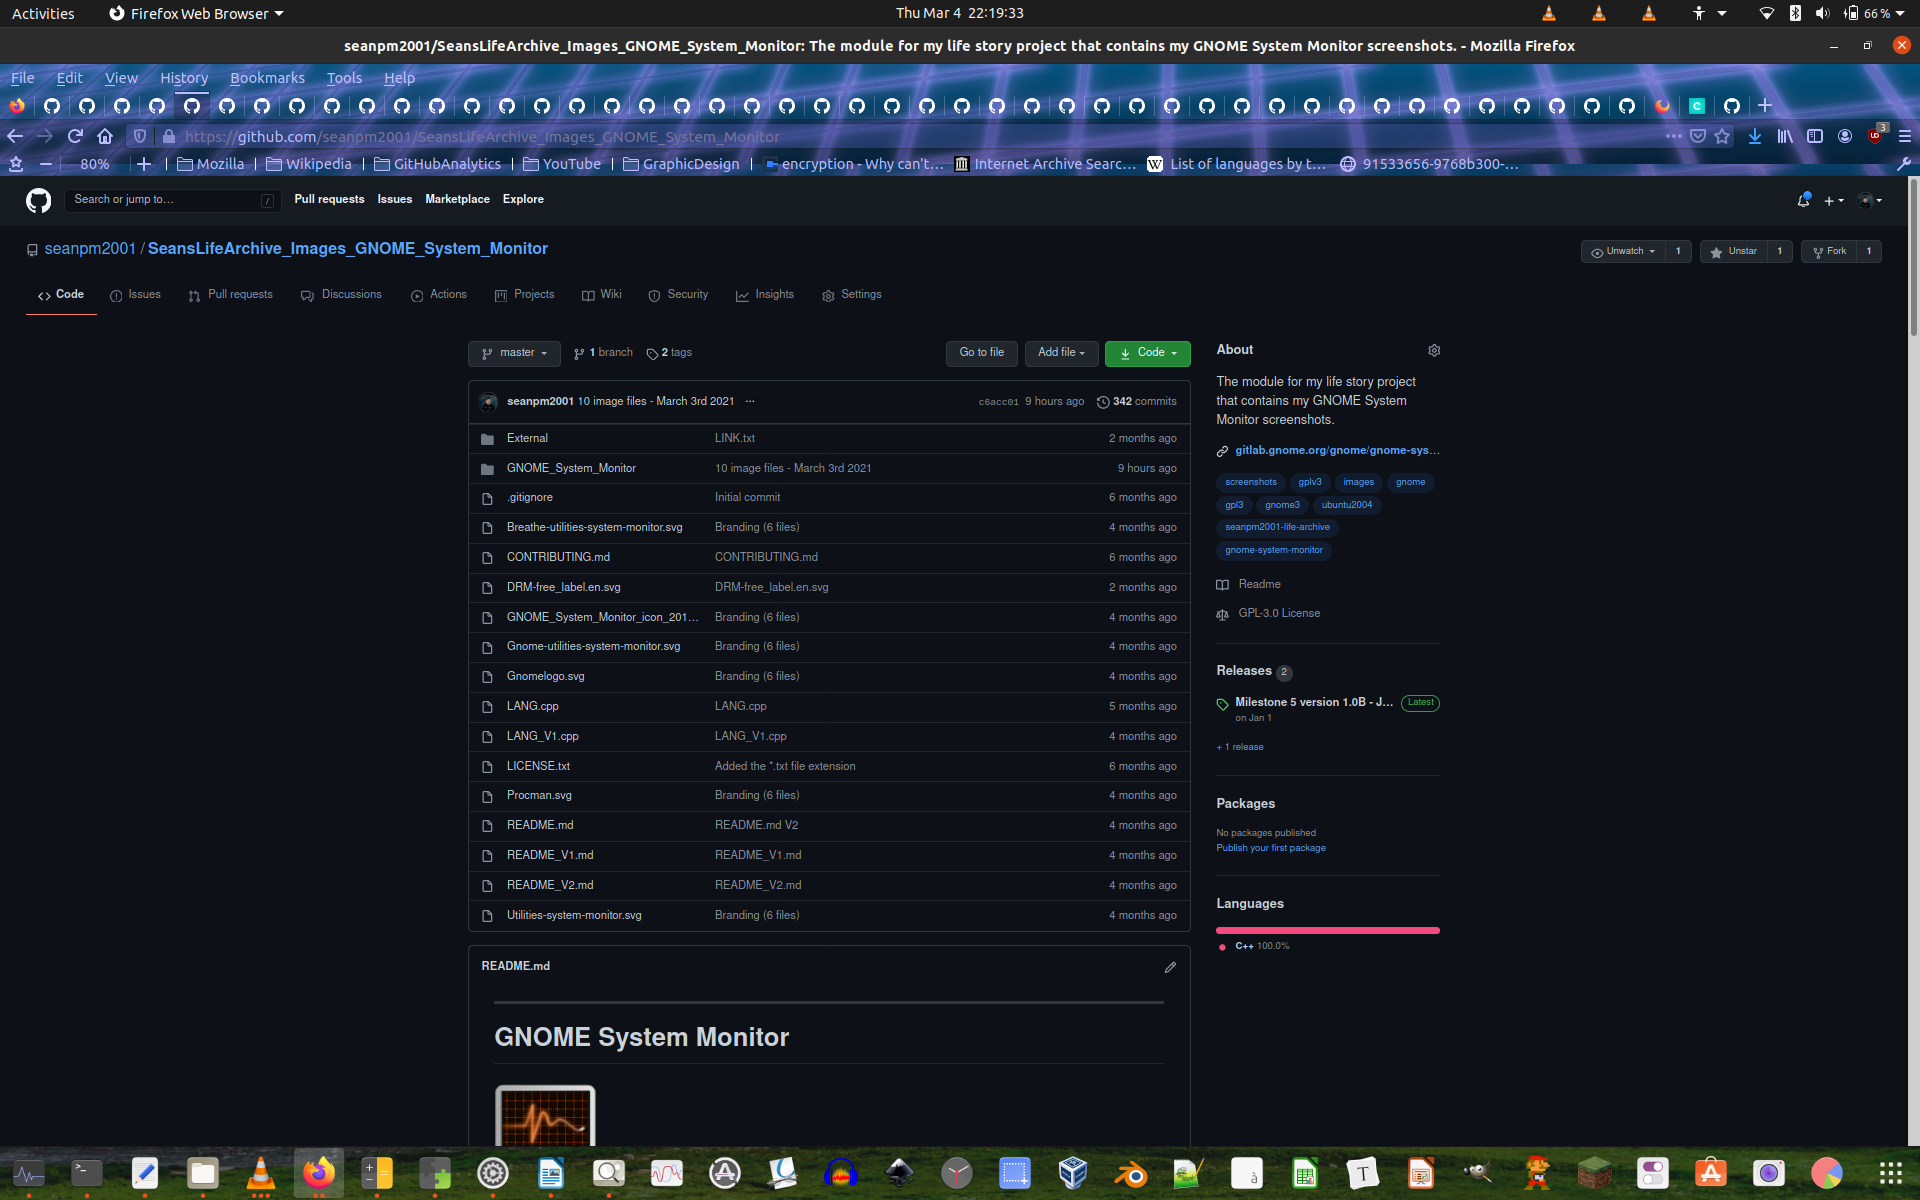 Activities Firefox Web Browser Thu Mar 4 22:19:33 66 %
seanpm2001/SeansLifeArchive_Images_GNOME_System_Monitor: The module for my life story project that contains my GNOME System Monitor screenshots. - Mozilla Firefox
File Edit View History Bookmarks Tools Help
https://github.com/seanpm2001/SeansLifeArchive_Images_GNOME_System_Monitor 3
80% Mozilla Wikipedia GitHubAnalytics YouTube GraphicDesign encryption - Why can't… Internet Archive Searc… List of languages by t… 91533656-9768b300-…
Search or jump to… / Pull requests Issues Marketplace Explore
seanpm2001 / SeansLifeArchive_Images_GNOME_System_Monitor Unwatch 1 Unstar 1 Fork 1
Code Issues Pull requests Discussions Actions Projects Wiki Security Insights Settings
master 1 branch 2 tags Go to file Add file Code
seanpm2001 10 image files - March 3rd 2021 … c6acc01 9 hours ago 342 commits
External LINK.txt 2 months ago
GNOME_System_Monitor 10 image files - March 3rd 2021 9 hours ago
.gitignore Initial commit 6 months ago
Breathe-utilities-system-monitor.svg Branding (6 files) 4 months ago
CONTRIBUTING.md CONTRIBUTING.md 6 months ago
DRM-free_label.en.svg DRM-free_label.en.svg 2 months ago
GNOME_System_Monitor_icon_201… Branding (6 files) 4 months ago
Gnome-utilities-system-monitor.svg Branding (6 files) 4 months ago
Gnomelogo.svg Branding (6 files) 4 months ago
LANG.cpp LANG.cpp 5 months ago
LANG_V1.cpp LANG_V1.cpp 4 months ago
LICENSE.txt Added the *.txt file extension 6 months ago
Procman.svg Branding (6 files) 4 months ago
README.md README.md V2 4 months ago
README_V1.md README_V1.md 4 months ago
README_V2.md README_V2.md 4 months ago
Utilities-system-monitor.svg Branding (6 files) 4 months ago
README.md
GNOME System Monitor
About
The module for my life story project
that contains my GNOME System
Monitor screenshots.
gitlab.gnome.org/gnome/gnome-sys…
screenshots gplv3 images gnome
gpl3 gnome3 ubuntu2004
seanpm2001-life-archive
gnome-system-monitor
Readme
GPL-3.0 License
Releases 2
Milestone 5 version 1.0B - J… Latest
on Jan 1
+ 1 release
Packages
No packages published
Publish your first package
Languages
C++ 100.0%